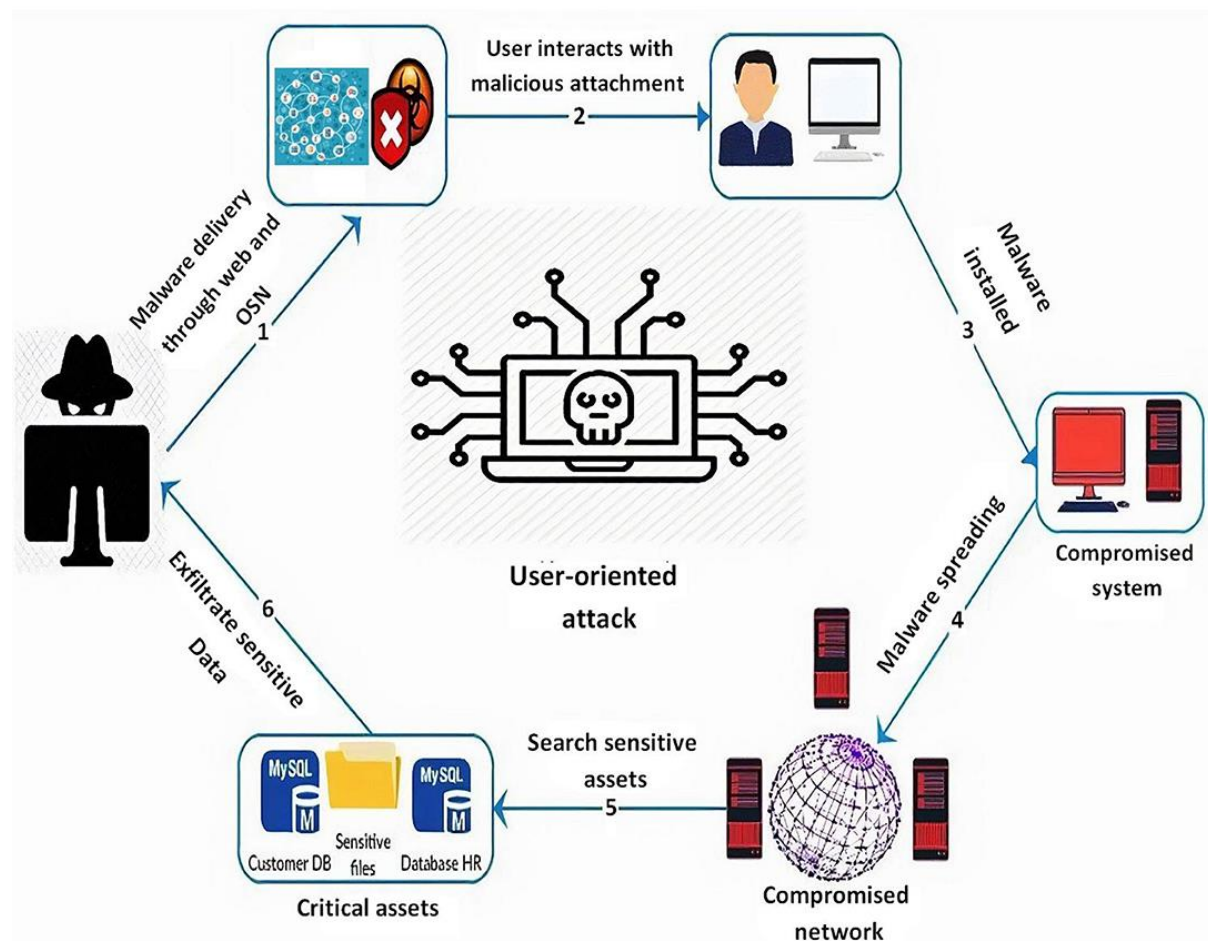 User interacts with
malicious attachment
2
Malware delivery
through web and
OSN
1
Malware
installed
3
Compromised
system
Malware spreading
4
User-oriented
attack
Exfiltrate sensitive
Data
6
Search sensitive
assets
5
MySQL
M
Customer DB
Sensitive
files
MySQL
M
Database HR
Critical assets
Compromised
network